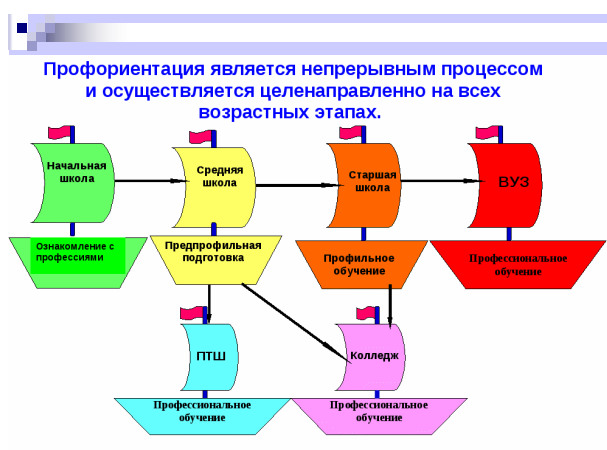 Профориентация является непрерывным процессом
и осуществляется целенаправленно на всех
возрастных этапах.
Начальная
школа
Средняя
школа
Старшая
школа
ВУЗ
Ознакомление с
профессиями
Предпрофильная
подготовка
Профильное
обучение
Профессиональное
обучение
ПТШ
Колледж
Профессиональное
обучение
Профессиональное
обучение